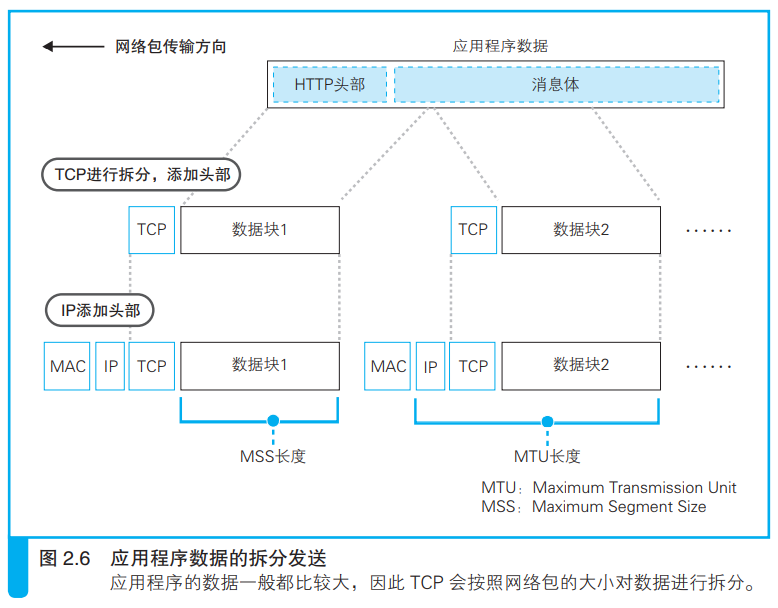 网络包传输方向
应用程序数据
HTTP头部
消息体
TCP进行拆分，添加头部
TCP
数据块1
TCP
数据块2
······
IP添加头部
MAC
IP
TCP
数据块1
MAC
IP
TCP
数据块2
······
MSS长度
MTU长度
MTU：Maximum Transmission Unit
MSS：Maximum Segment Size
图 2.6 应用程序数据的拆分发送
应用程序的数据一般都比较大，因此 TCP 会按照网络包的大小对数据进行拆分。